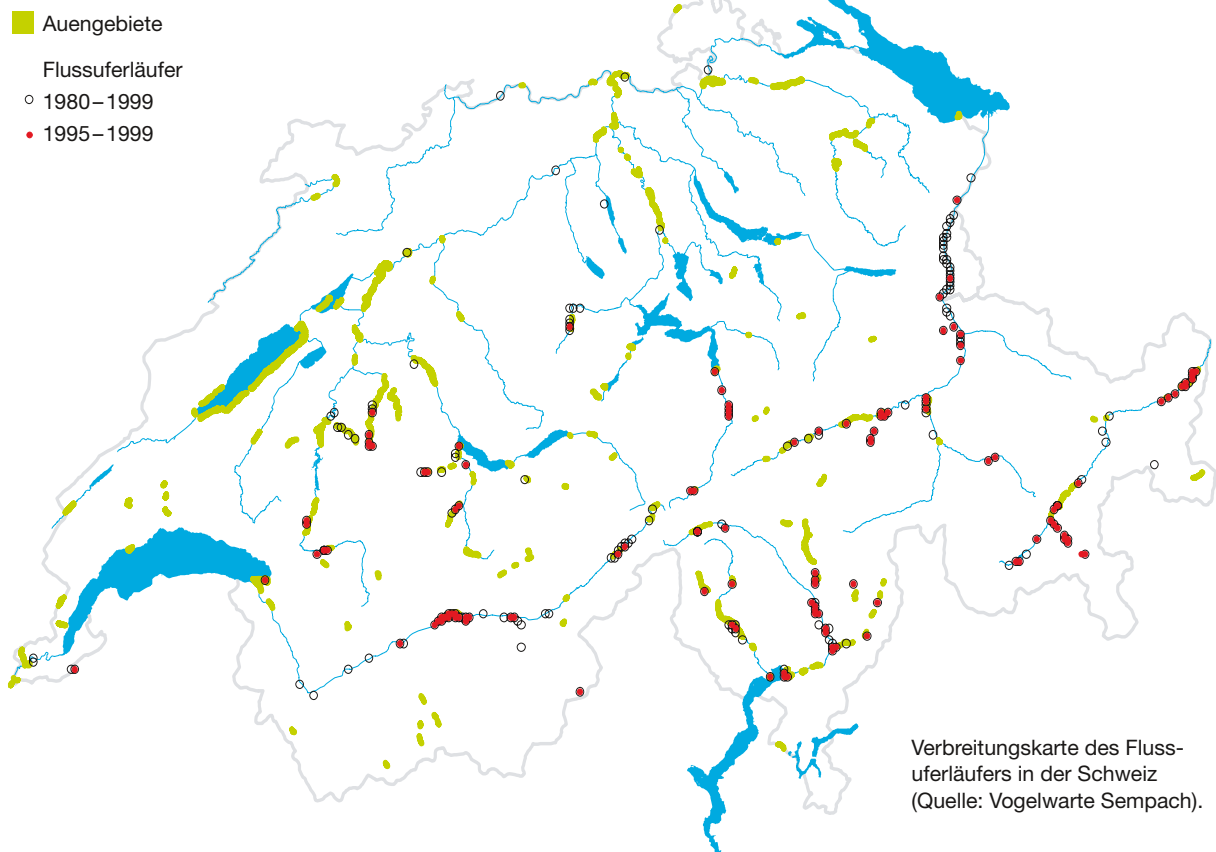 Auengebiete
Flussuferläufer
1980–1999
1995–1999
Verbreitungskarte des Fluss-
uferläufers in der Schweiz
(Quelle: Vogelwarte Sempach).